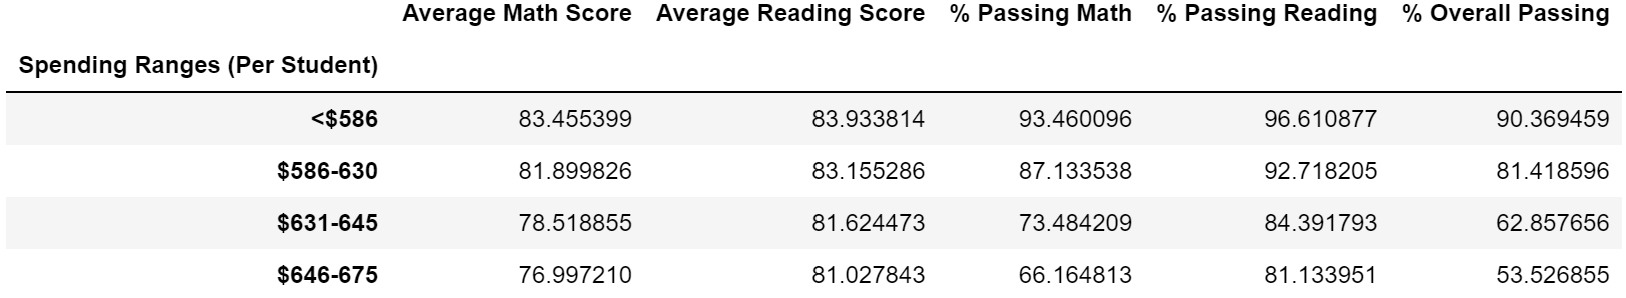 Average Math Score Average Reading Score % Passing Math % Passing Reading % Overall Passing
Spending Ranges (Per Student)
<$586 83.455399 83.933814 93.460096 96.610877 90.369459
$586-630 81.899826 83.155286 87.133538 92.718205 81.418596
$631-645 78.518855 81.624473 73.484209 84.391793 62.857656
$646-675 76.997210 81.027843 66.164813 81.133951 53.526855